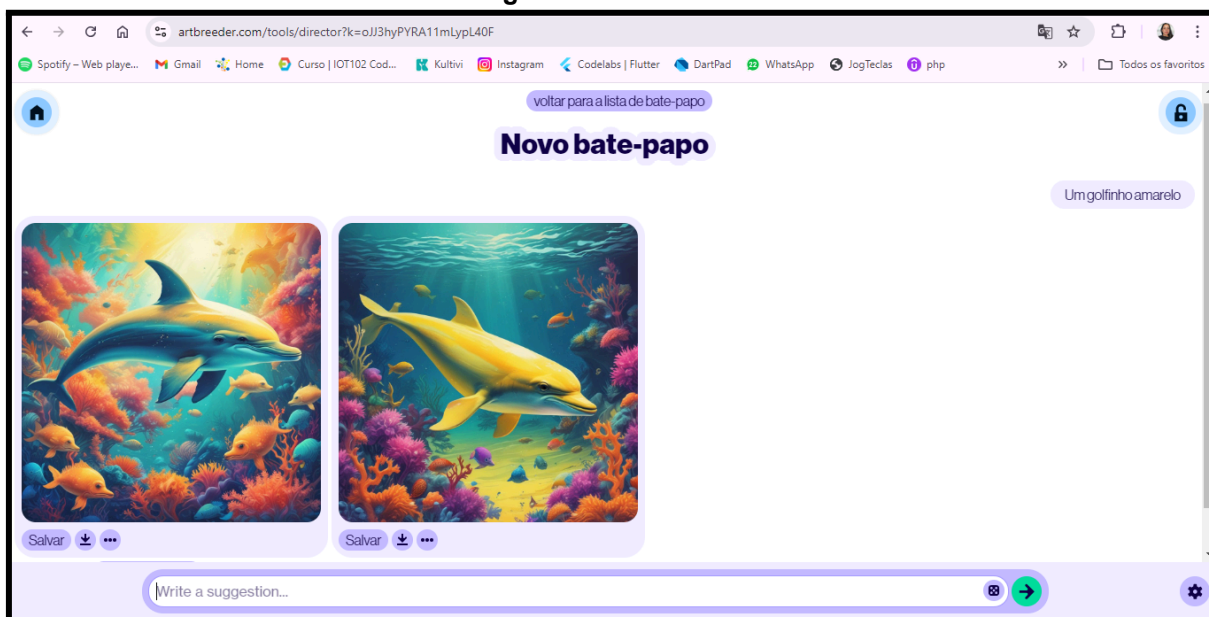 artbreeder.com/tools/director?k=oJJ3hyPYRA11mLypL40F
Spotify – Web playe... Gmail Home Curso | IOT102 Cod... Kultivi Instagram Codelabs | Flutter DartPad WhatsApp JogTeclas php Todos os favoritos
voltar para a lista de bate-papo
Novo bate-papo
Um golfinho amarelo
Salvar Salvar
Write a suggestion...